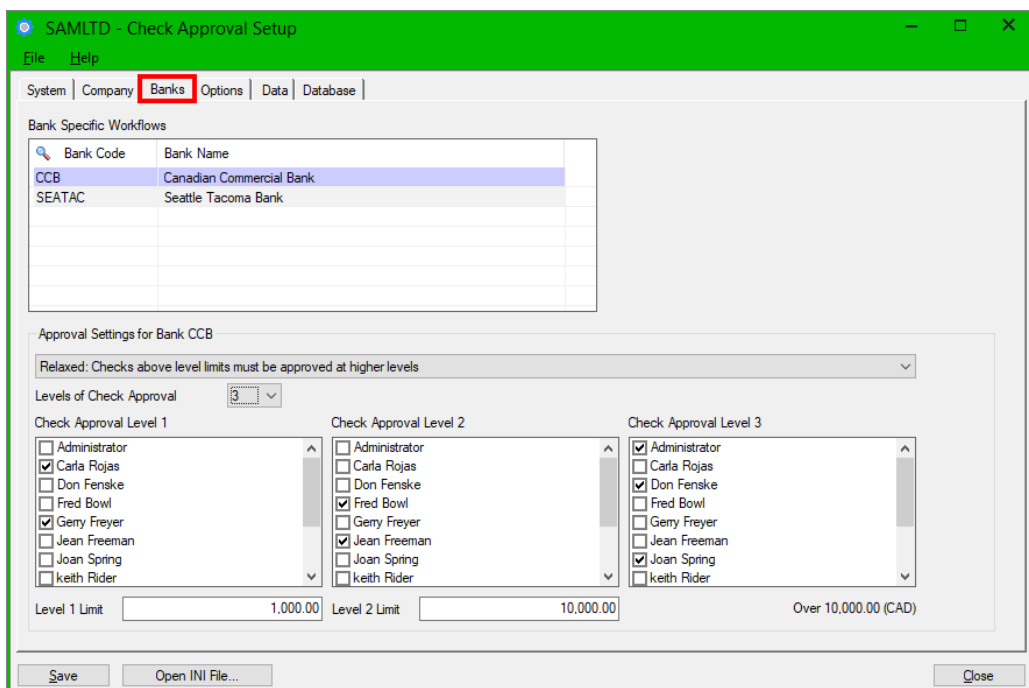 SAMLTD - Check Approval Setup
File Help
System Company Banks Options Data Database
Bank Specific Workflows
Bank Code Bank Name
CCB Canadian Commercial Bank
SEATAC Seattle Tacoma Bank
Approval Settings for Bank CCB
Relaxed: Checks above level limits must be approved at higher levels
Levels of Check Approval 3
Check Approval Level 1 Check Approval Level 2 Check Approval Level 3
Administrator Administrator Administrator
Carla Rojas Carla Rojas Carla Rojas
Don Fenske Don Fenske Don Fenske
Fred Bowl Fred Bowl Fred Bowl
Gerry Freyer Gerry Freyer Gerry Freyer
Jean Freeman Jean Freeman Jean Freeman
Joan Spring Joan Spring Joan Spring
keith Rider keith Rider keith Rider
Level 1 Limit 1,000.00 Level 2 Limit 10,000.00 Over 10,000.00 (CAD)
Save Open INI File... Close